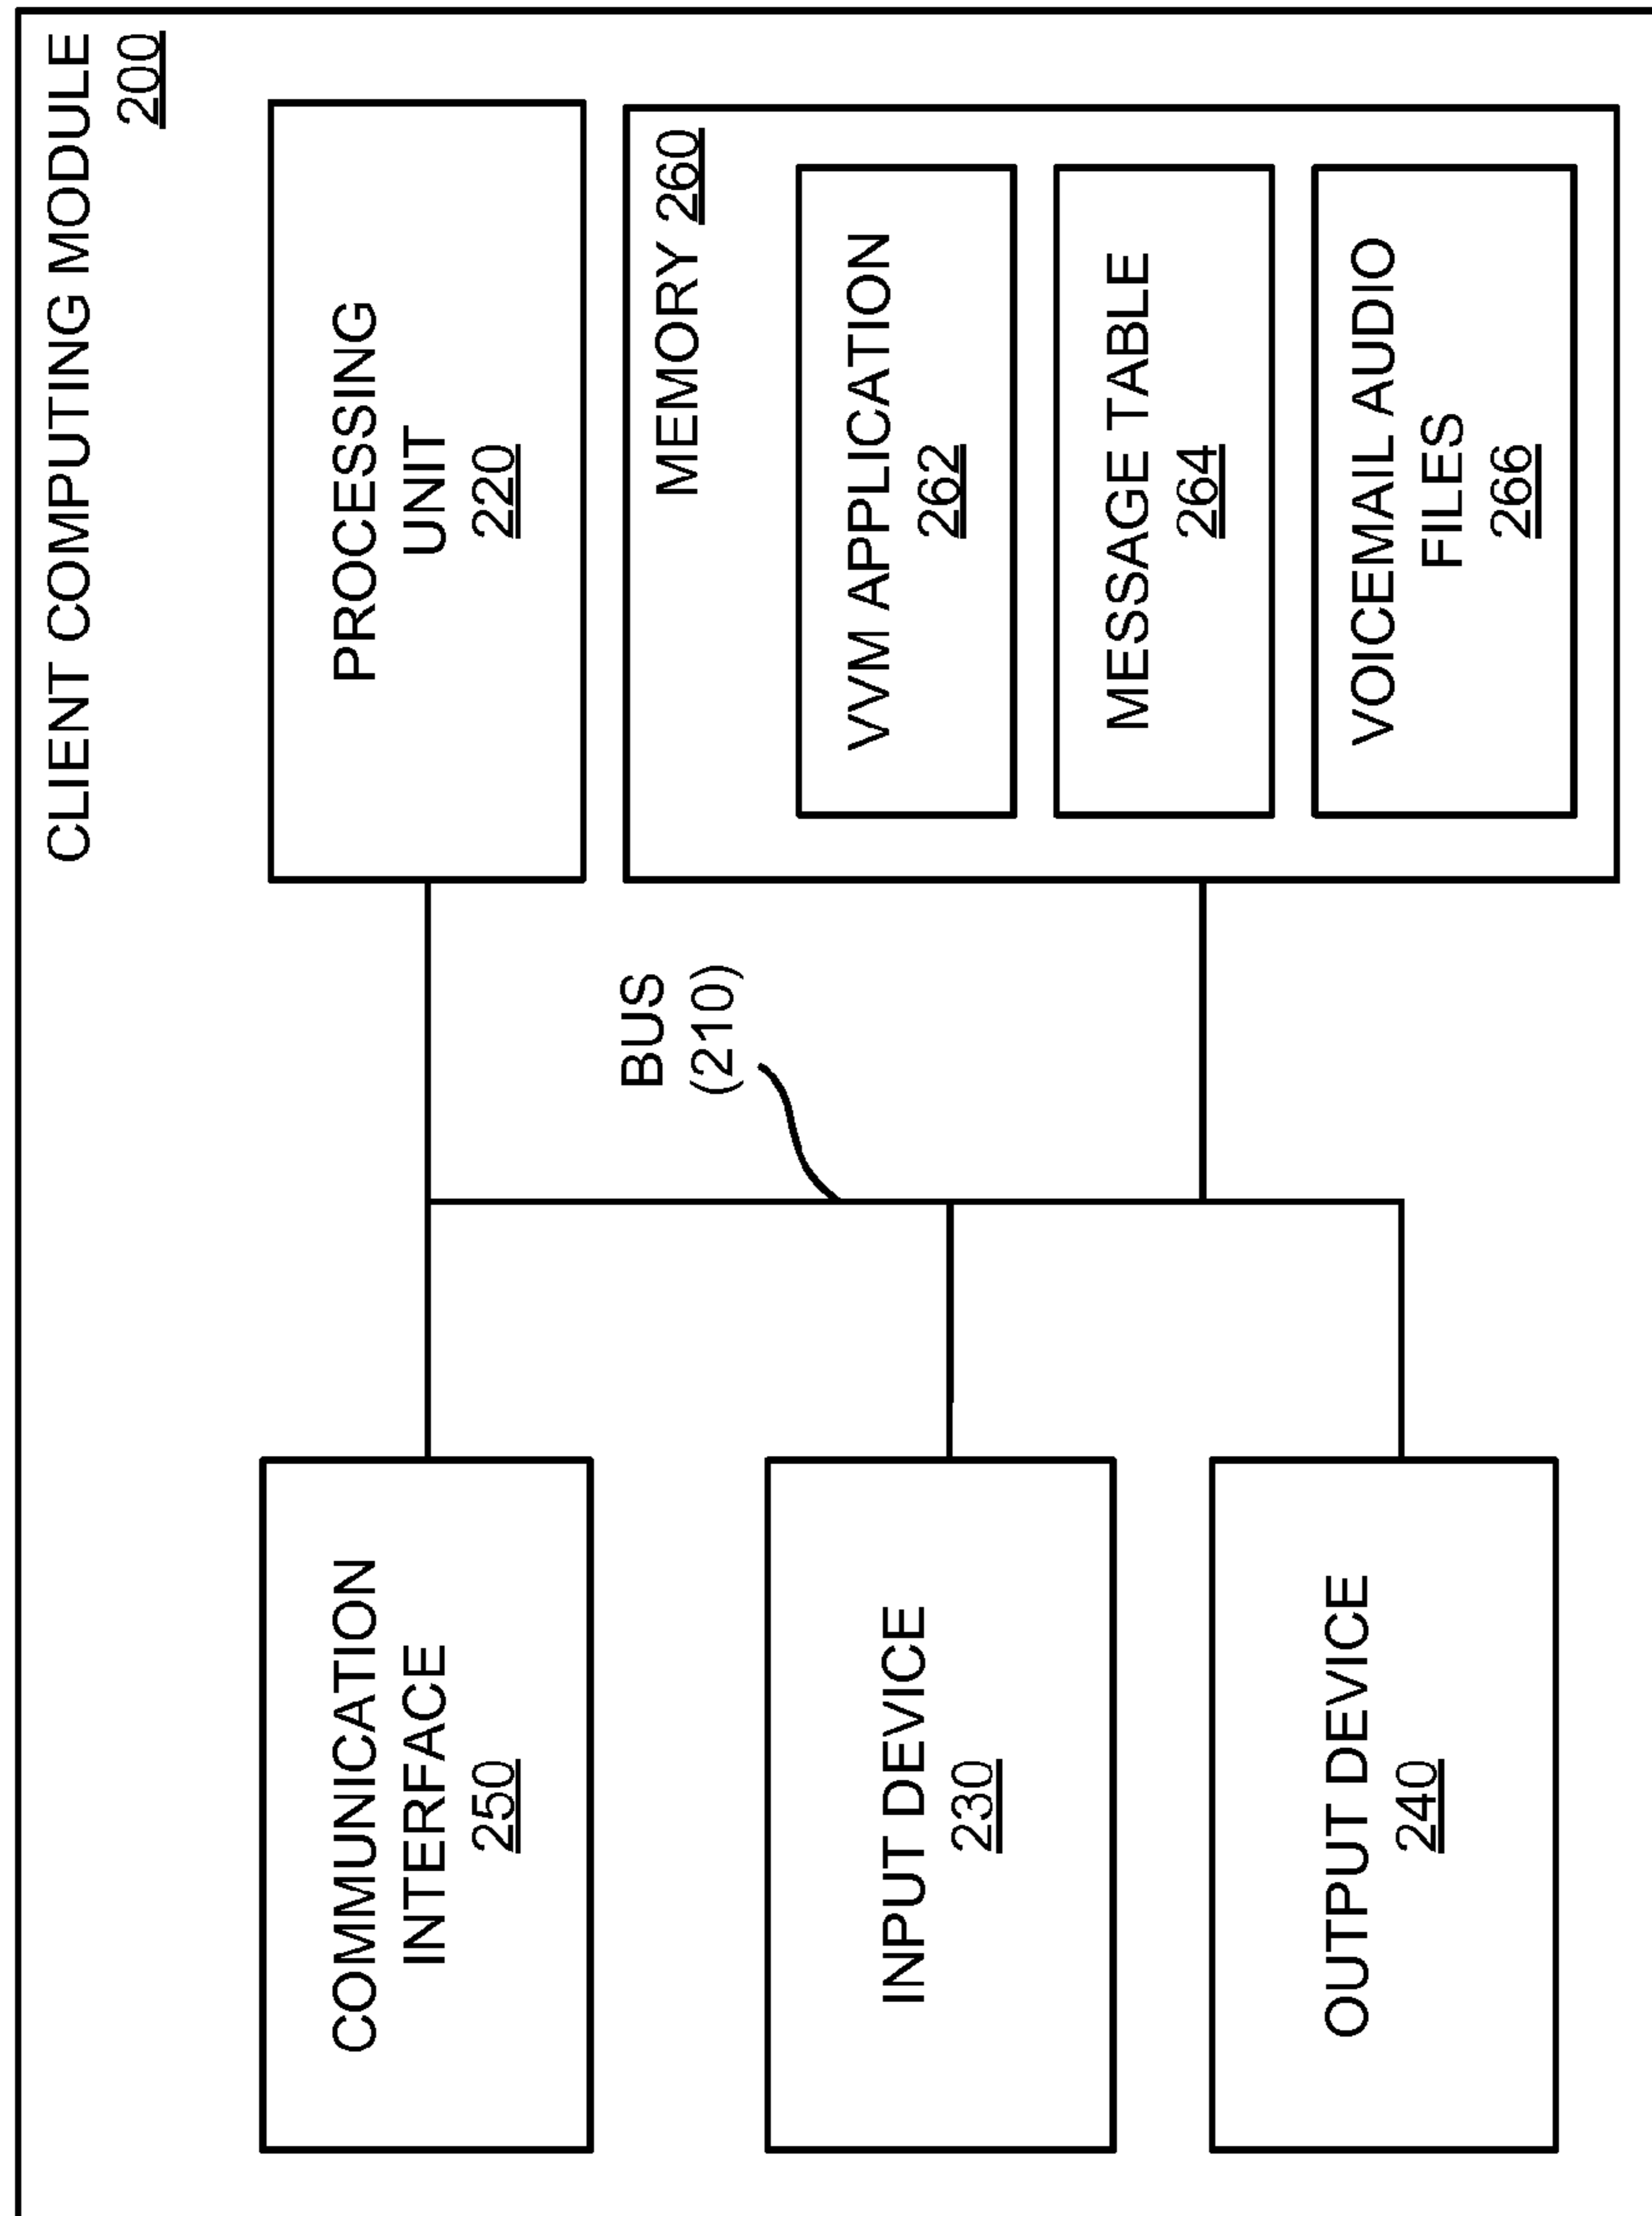 CLIENT COMPUTING MODULE
200
COMMUNICATION
INTERFACE
250
PROCESSING
UNIT
220
BUS
(210)
MEMORY 260
INPUT DEVICE
230
VVM APPLICATION
262
MESSAGE TABLE
264
OUTPUT DEVICE
240
VOICEMAIL AUDIO
FILES
266